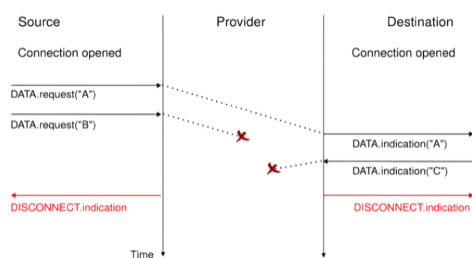 Source Provider Destination
Connection opened Connection opened
DATA.request("A")
DATA.request("B")
DATA.indication("A")
DATA.indication("C")
DISCONNECT.indication DISCONNECT.indication
Time